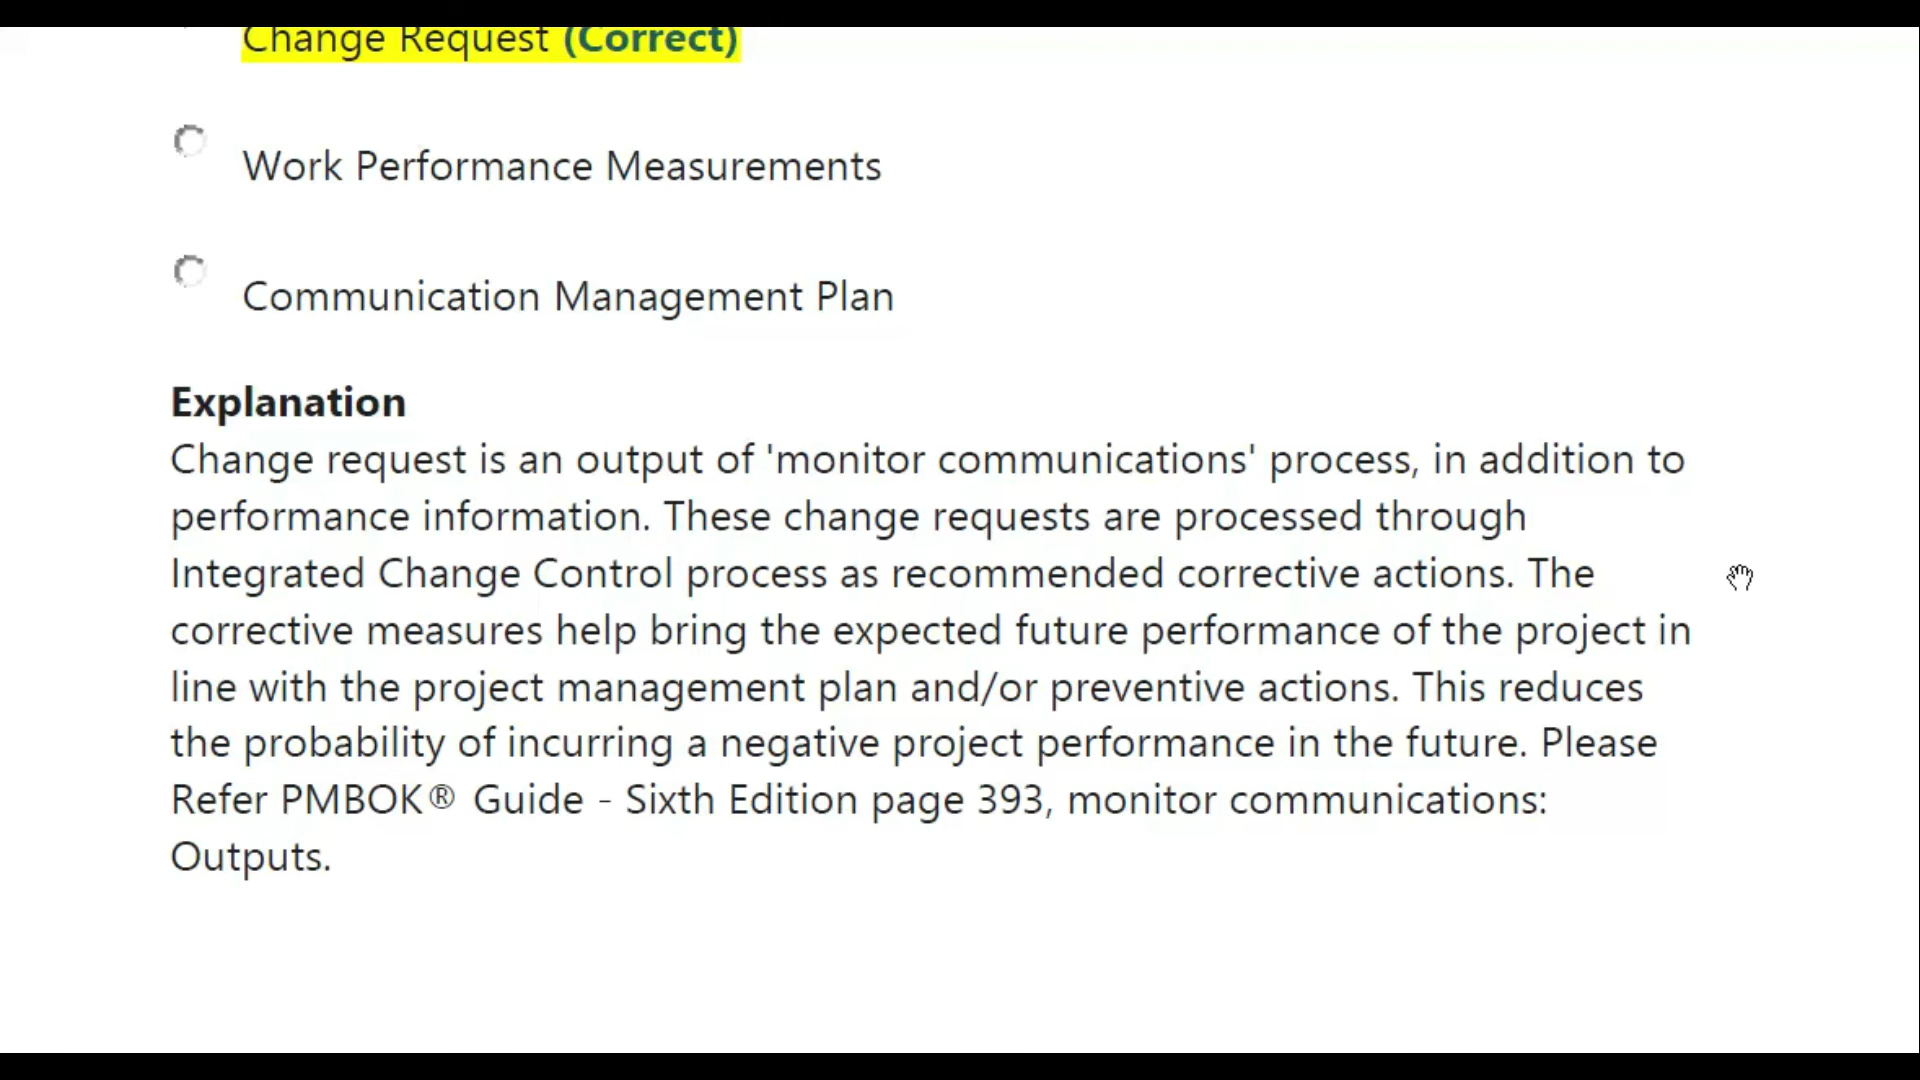 Change Request (Correct)
Work Performance Measurements
Communication Management Plan
Explanation
Change request is an output of 'monitor communications' process, in addition to
performance information. These change requests are processed through
Integrated Change Control process as recommended corrective actions. The
corrective measures help bring the expected future performance of the project in
line with the project management plan and/or preventive actions. This reduces
the probability of incurring a negative project performance in the future. Please
Refer PMBOK® Guide - Sixth Edition page 393, monitor communications:
Outputs.